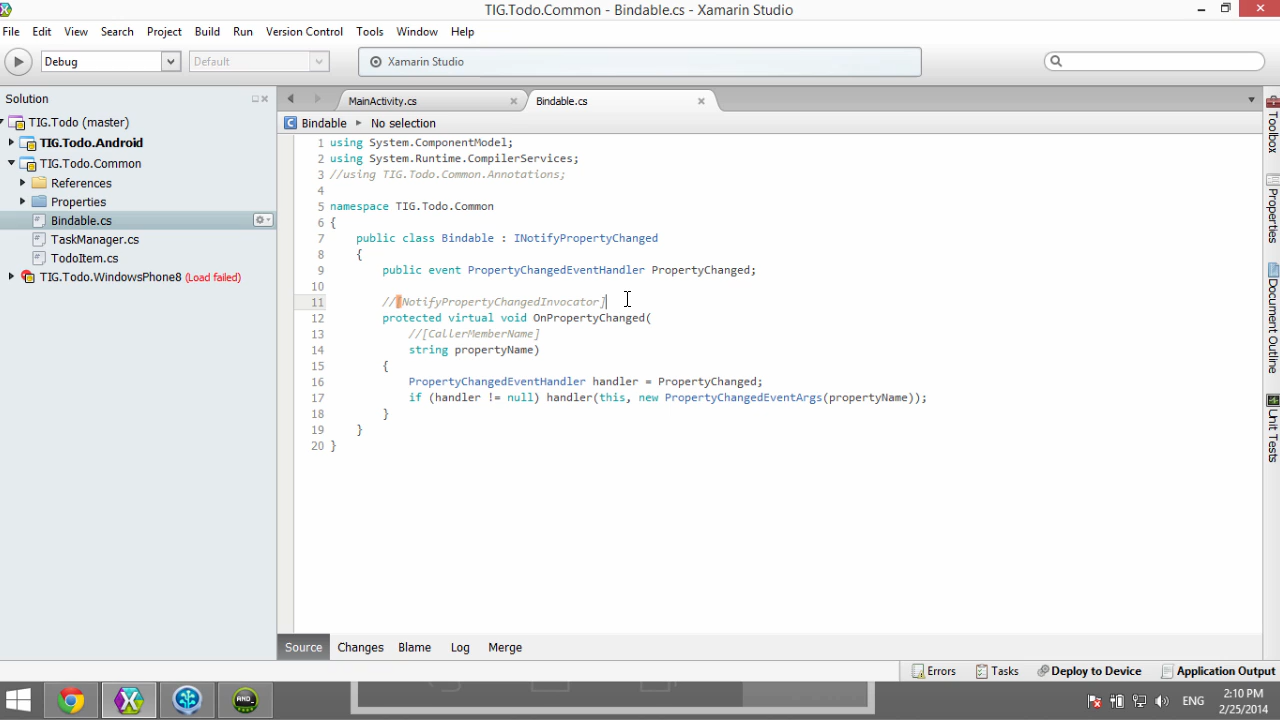 TIG.Todo.Common - Bindable.cs - Xamarin Studio
File Edit View Search Project Build Run Version Control Tools Window Help
Debug Default Xamarin Studio
Solution
TIG.Todo (master)
TIG.Todo.Android
TIG.Todo.Common
References
Properties
Bindable.cs
TaskManager.cs
TodoItem.cs
TIG.Todo.WindowsPhone8 (Load failed)
MainActivity.cs Bindable.cs
Bindable No selection
1 using System.ComponentModel;
2 using System.Runtime.CompilerServices;
3 //using TIG.Todo.Common.Annotations;
4
5 namespace TIG.Todo.Common
6 {
7 public class Bindable : INotifyPropertyChanged
8 {
9 public event PropertyChangedEventHandler PropertyChanged;
10
11 //[NotifyPropertyChangedInvocator]
12 protected virtual void OnPropertyChanged(
13 //[CallerMemberName]
14 string propertyName)
15 {
16 PropertyChangedEventHandler handler = PropertyChanged;
17 if (handler != null) handler(this, new PropertyChangedEventArgs(propertyName));
18 }
19 }
20 }
Toolbox
Properties
Document Outline
Unit Tests
Source Changes Blame Log Merge
Errors Tasks Deploy to Device Application Output
AND_
ENG
2:10 PM
2/25/2014